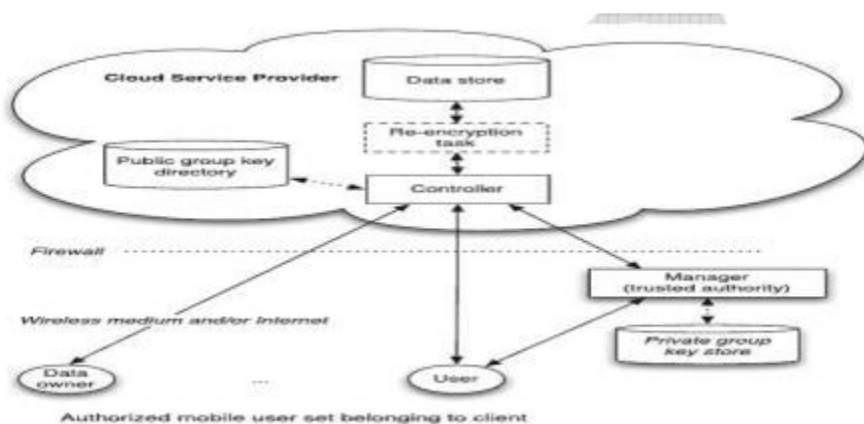 Cloud Service Provider
Data store
Re-encryption
task
Public group key
directory
Controller
Firewall
Manager
(trusted authority)
Wireless medium and/or Internet
Private group
key store
Data
owner
...
User
Authorized mobile user set belonging to client